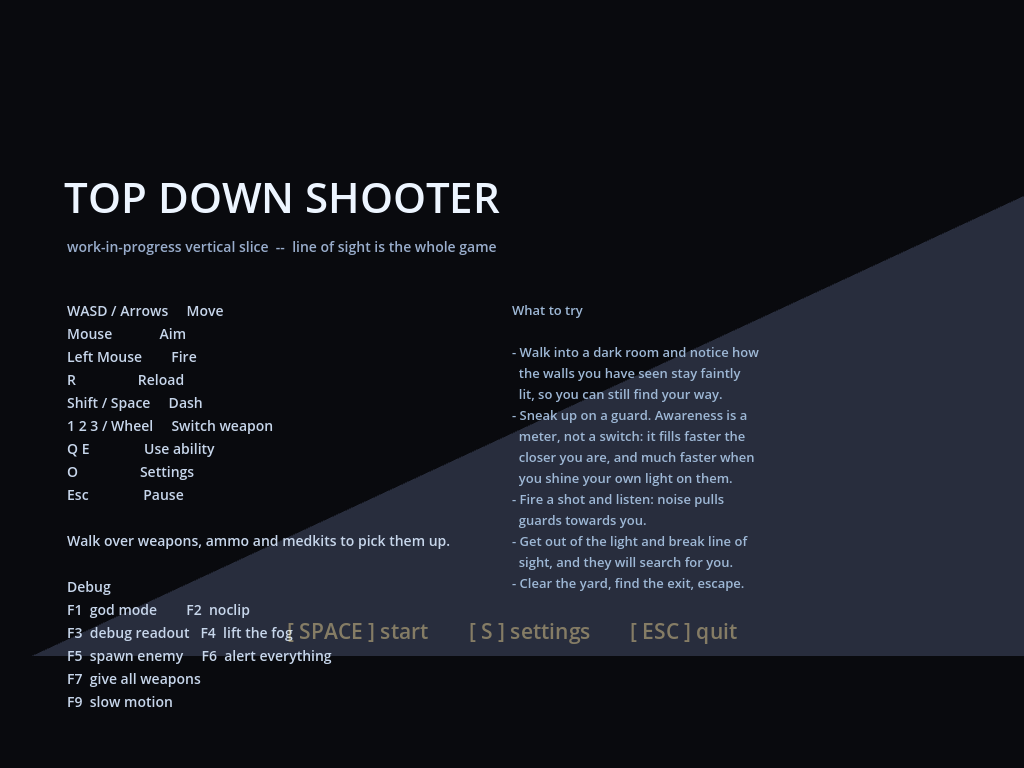 TOP DOWN SHOOTER
work-in-progress vertical slice -- line of sight is the whole game
WASD / Arrows Move
Mouse Aim
Left Mouse Fire
R Reload
Shift / Space Dash
1 2 3 / Wheel Switch weapon
Q E Use ability
O Settings
Esc Pause
Walk over weapons, ammo and medkits to pick them up.
Debug
F1 god mode F2 noclip
F3 debug readout F4 lift the fog
F5 spawn enemy F6 alert everything
F7 give all weapons
F9 slow motion
What to try
- Walk into a dark room and notice how
the walls you have seen stay faintly
lit, so you can still find your way.
- Sneak up on a guard. Awareness is a
meter, not a switch: it fills faster the
closer you are, and much faster when
you shine your own light on them.
- Fire a shot and listen: noise pulls
guards towards you.
- Get out of the light and break line of
sight, and they will search for you.
- Clear the yard, find the exit, escape.
[ SPACE ] start [ S ] settings [ ESC ] quit